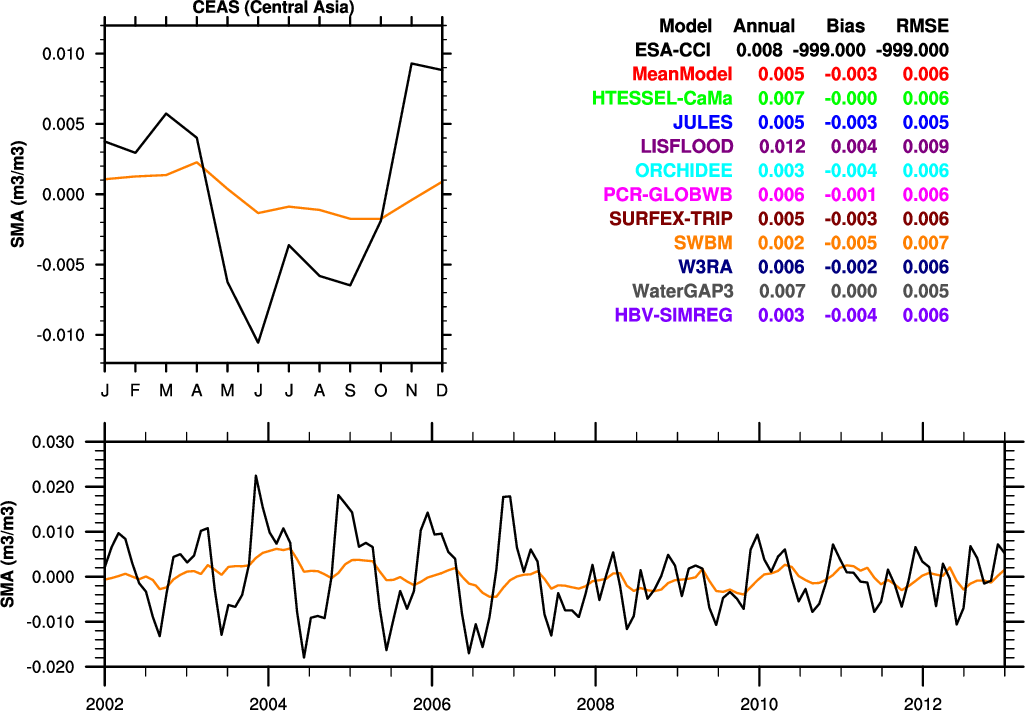 CEAS (Central Asia)
SMA (m3/m3)
0.010
0.005
0.000
-0.005
-0.010
J F M A M J J A S O N D
Model Annual Bias RMSE
ESA-CCI 0.008 -999.000 -999.000
MeanModel 0.005 -0.003 0.006
HTESSEL-CaMa 0.007 -0.000 0.006
JULES 0.005 -0.003 0.005
LISFLOOD 0.012 0.004 0.009
ORCHIDEE 0.003 -0.004 0.006
PCR-GLOBWB 0.006 -0.001 0.006
SURFEX-TRIP 0.005 -0.003 0.006
SWBM 0.002 -0.005 0.007
W3RA 0.006 -0.002 0.006
WaterGAP3 0.007 0.000 0.005
HBV-SIMREG 0.003 -0.004 0.006
SMA (m3/m3)
0.030
0.020
0.010
0.000
-0.010
-0.020
2002 2004 2006 2008 2010 2012